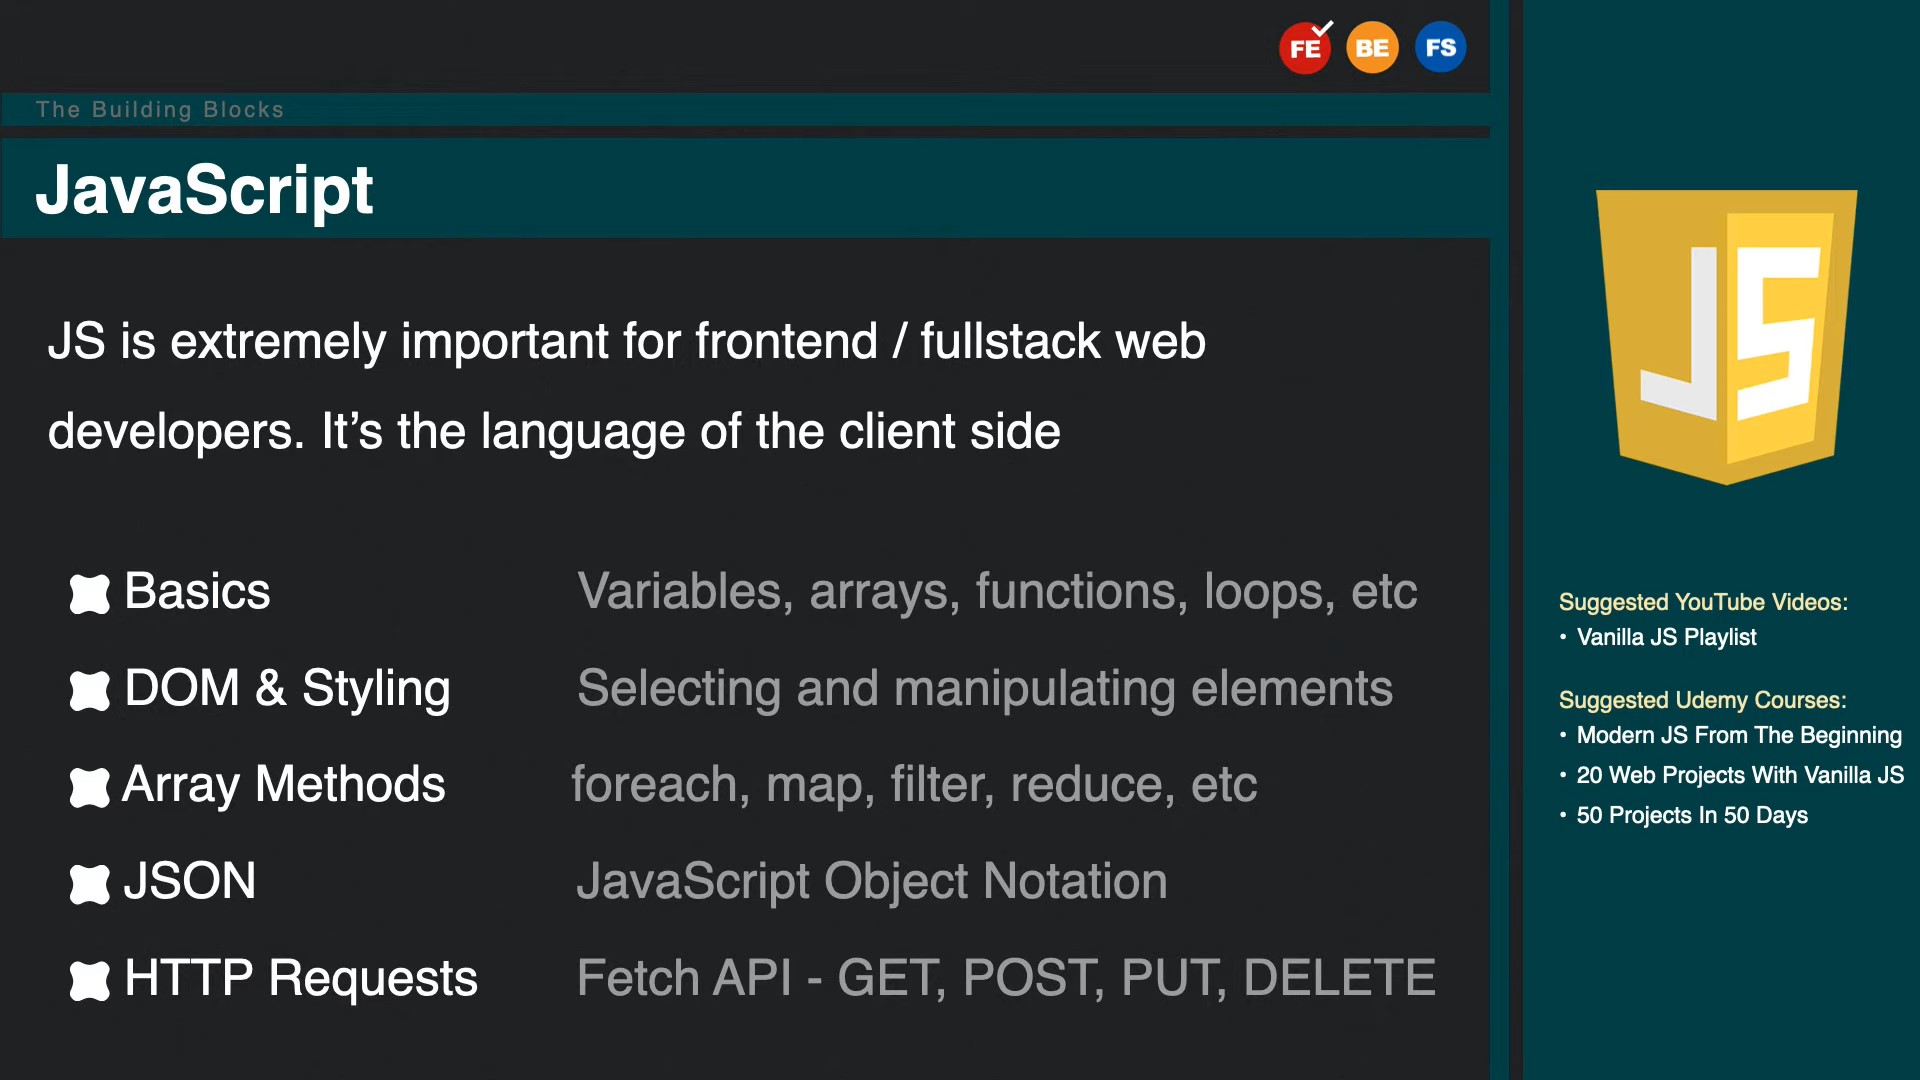 FE BE FS
The Building Blocks
JavaScript
JS is extremely important for frontend / fullstack web
developers. It’s the language of the client side
Basics Variables, arrays, functions, loops, etc
DOM & Styling Selecting and manipulating elements
Array Methods foreach, map, filter, reduce, etc
JSON JavaScript Object Notation
HTTP Requests Fetch API - GET, POST, PUT, DELETE
JS
Suggested YouTube Videos:
• Vanilla JS Playlist
Suggested Udemy Courses:
• Modern JS From The Beginning
• 20 Web Projects With Vanilla JS
• 50 Projects In 50 Days